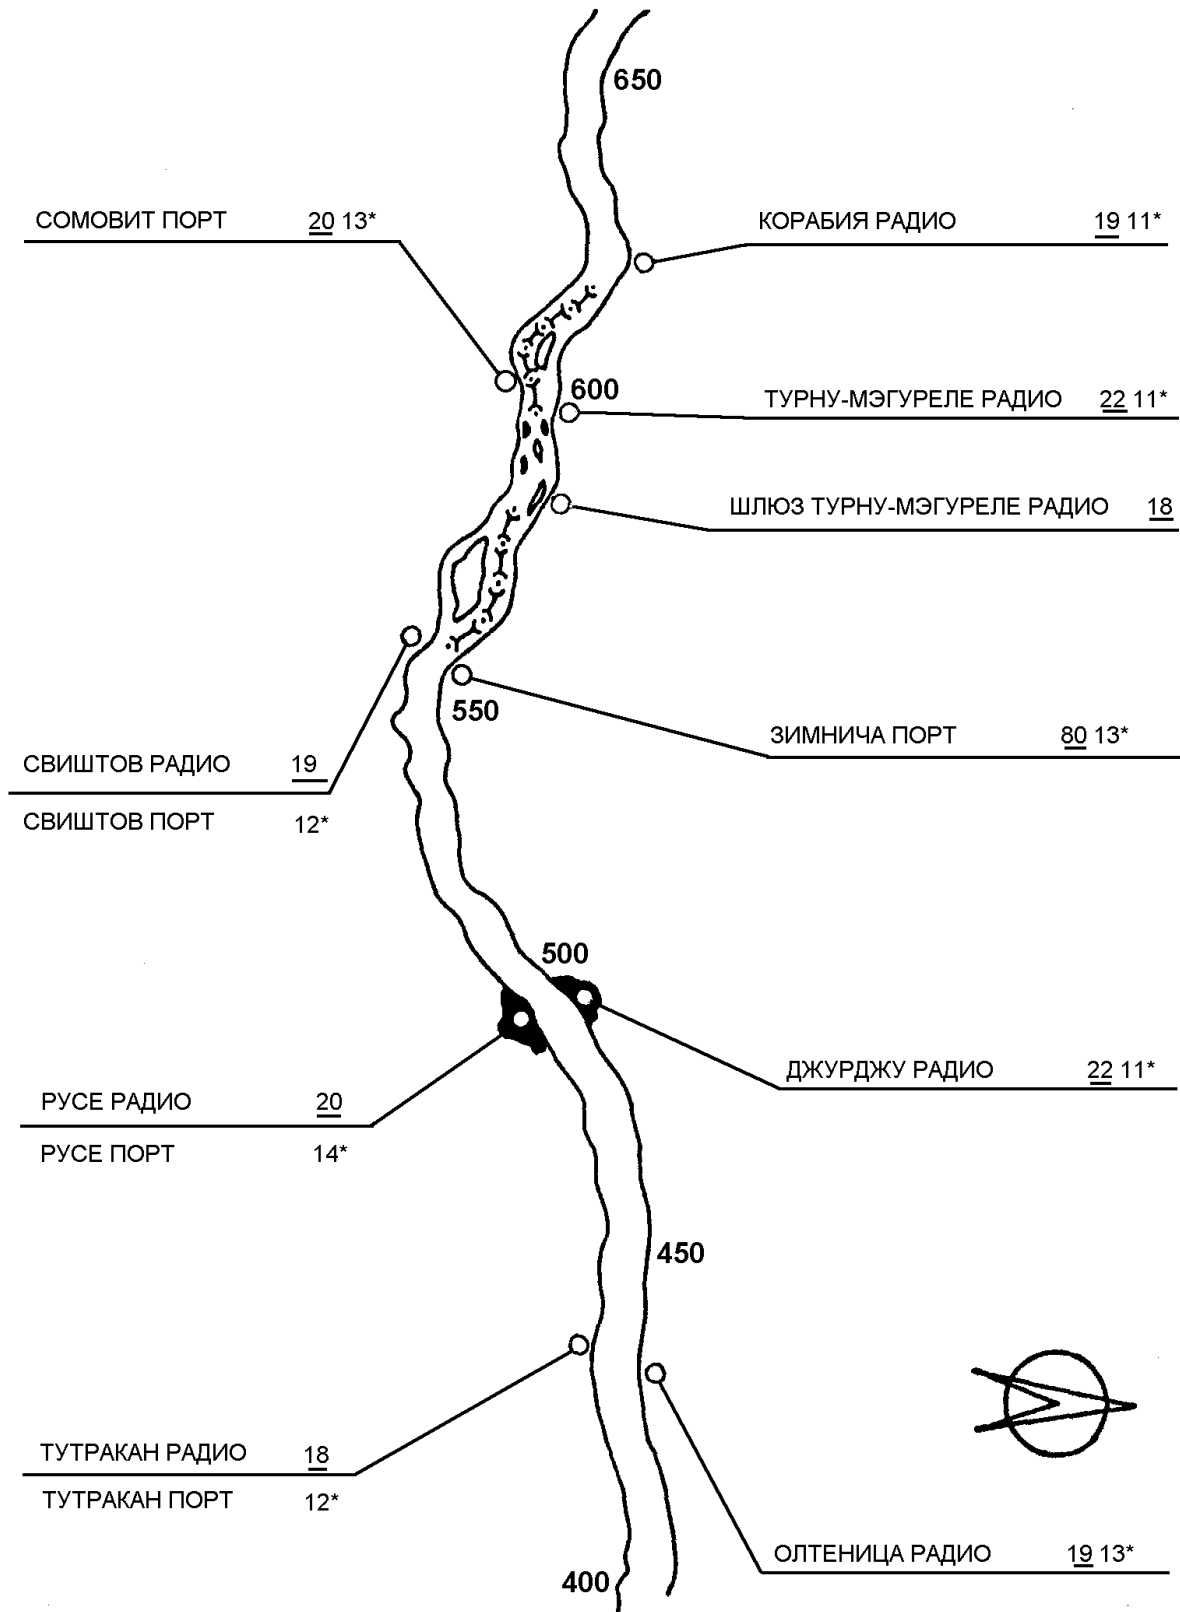 650
СОМОВИТ ПОРТ 20 13*
КОРАБИЯ РАДИО 19 11*
600
ТУРНУ-МЭГУРЕЛЕ РАДИО 22 11*
ШЛЮЗ ТУРНУ-МЭГУРЕЛЕ РАДИО 18
550
ЗИМНИЧА ПОРТ 80 13*
СВИШТОВ РАДИО 19
СВИШТОВ ПОРТ 12*
500
ДЖУРДЖУ РАДИО 22 11*
РУСЕ РАДИО 20
РУСЕ ПОРТ 14*
450
ТУТРАКАН РАДИО 18
ТУТРАКАН ПОРТ 12*
ОЛТЕНИЦА РАДИО 19 13*
400